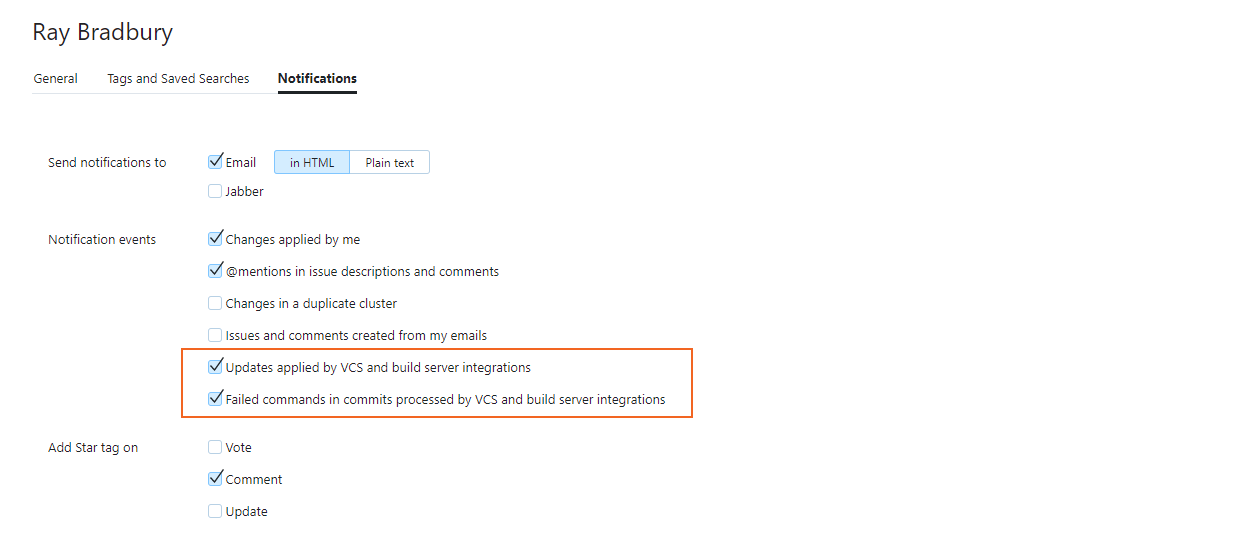 Ray Bradbury
General Tags and Saved Searches Notifications
Send notifications to Email in HTML Plain text
Jabber
Notification events Changes applied by me
@mentions in issue descriptions and comments
Changes in a duplicate cluster
Issues and comments created from my emails
Updates applied by VCS and build server integrations
Failed commands in commits processed by VCS and build server integrations
Add Star tag on Vote
Comment
Update